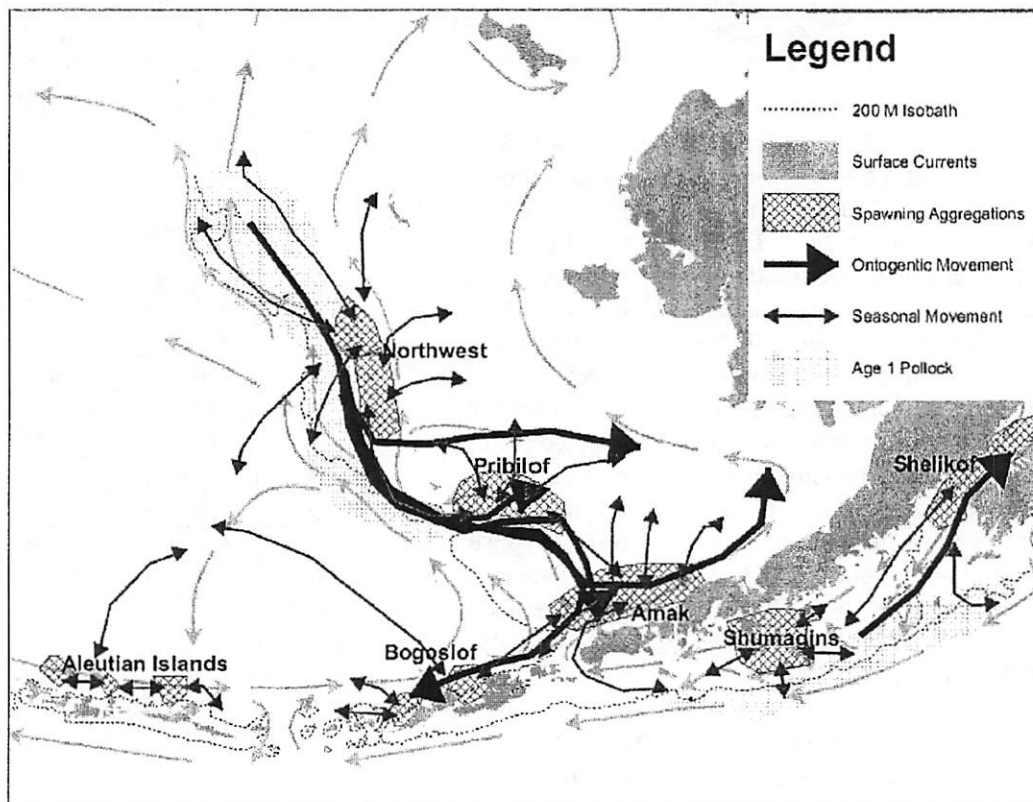 Legend
200 M Isobath
Surface Currents
Spawning Aggregations
Ontogentic Movement
Seasonal Movement
Age 1 Pollock
Northwest
Pribilof
Shelikof
Amak
Shumadins
Bogoslof
Aleutian Islands